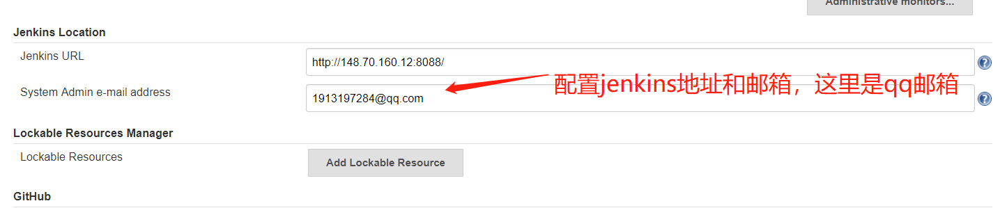 Administrative monitors...
Jenkins Location
Jenkins URL
http://148.70.160.12:8088/
配置jenkins地址和邮箱，这里是qq邮箱
System Admin e-mail address
1913197284@qq.com
Lockable Resources Manager
Lockable Resources
Add Lockable Resource
GitHub